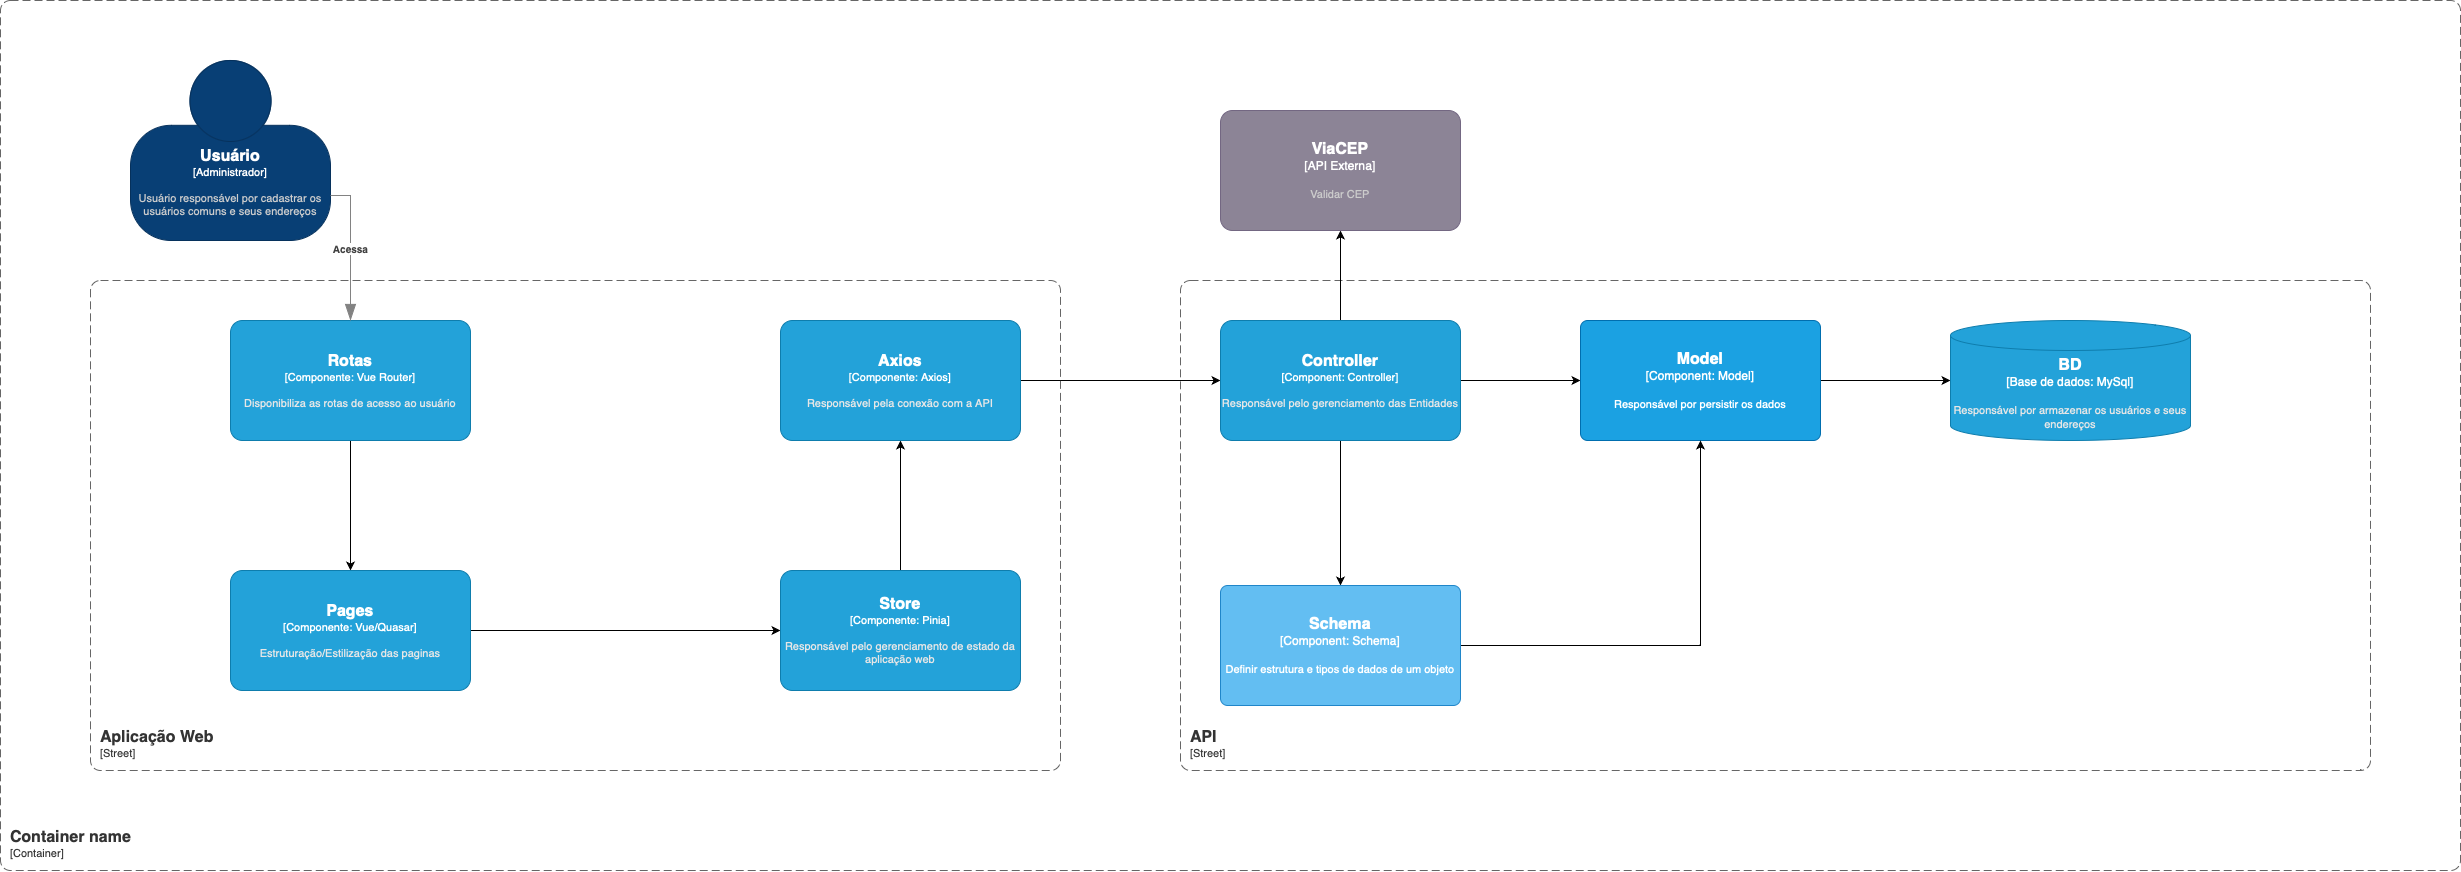 Usuário
[Administrador]
Usuário responsável por cadastrar os
usuários comuns e seus endereços
Acessa
ViaCEP
[API Externa]
Validar CEP
Rotas
[Componente: Vue Router]
Disponibiliza as rotas de acesso ao usuário
Axios
[Componente: Axios]
Responsável pela conexão com a API
Controller
[Component: Controller]
Responsável pelo gerenciamento das Entidades
Model
[Component: Model]
Responsável por persistir os dados
BD
[Base de dados: MySql]
Responsável por armazenar os usuários e seus
endereços
Pages
[Componente: Vue/Quasar]
Estruturação/Estilização das paginas
Store
[Componente: Pinia]
Responsável pelo gerenciamento de estado da
aplicação web
Schema
[Component: Schema]
Definir estrutura e tipos de dados de um objeto
Aplicação Web
[Street]
API
[Street]
Container name
[Container]